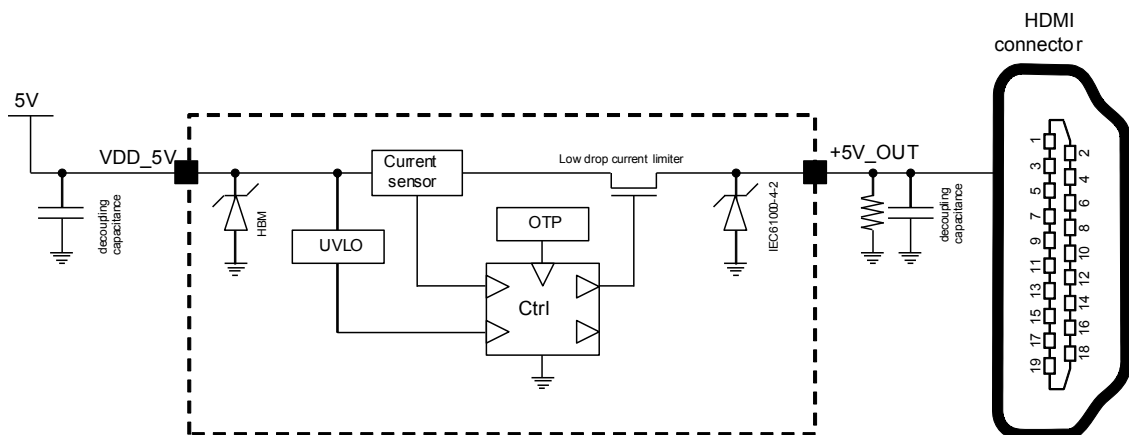 HDMI
connector
5V
VDD_5V
Current
sensor
Low drop current limiter
+5V_OUT
decoupling
capacitance
HBM
UVLO
OTP
Ctrl
IEC61000-4-2
decoupling
capacitance
1
2
3
4
5
6
7
8
9
10
11
12
13
14
15
16
17
18
19